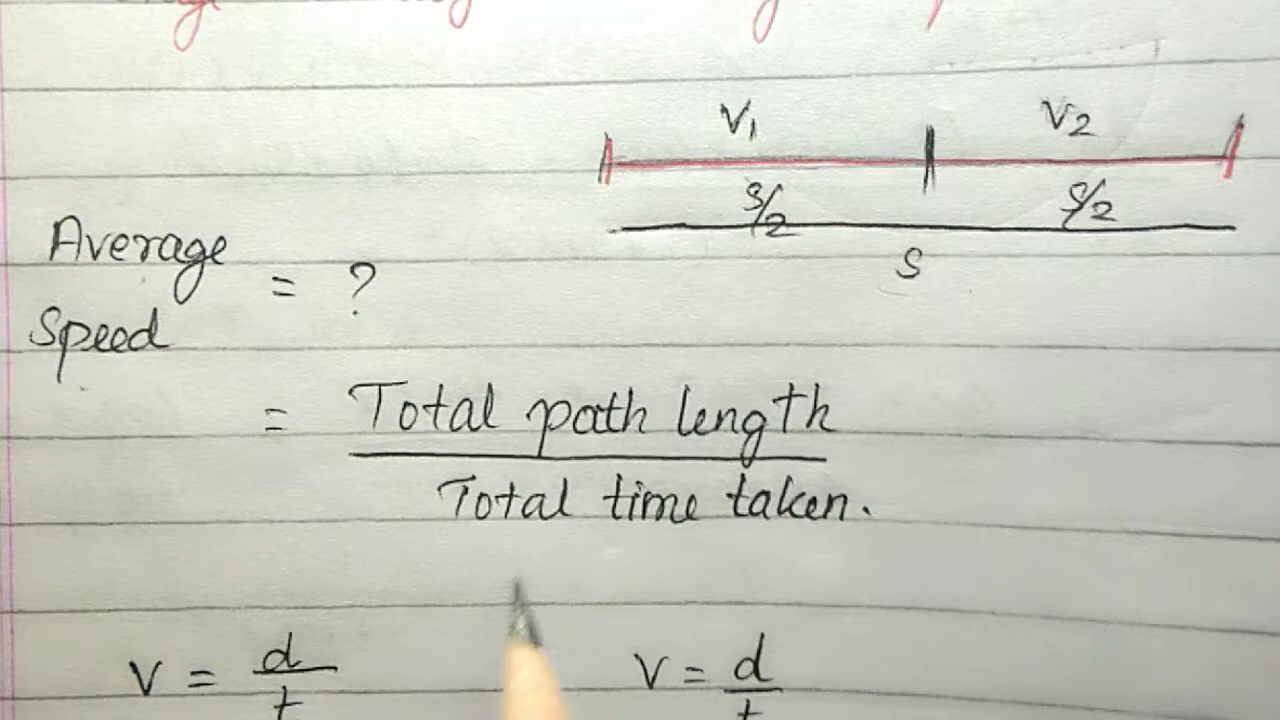 V₁ V₂
S/2 S/2
S
Average
Speed = ?
= Total path length
Total time taken.
V = d/t V = d/t